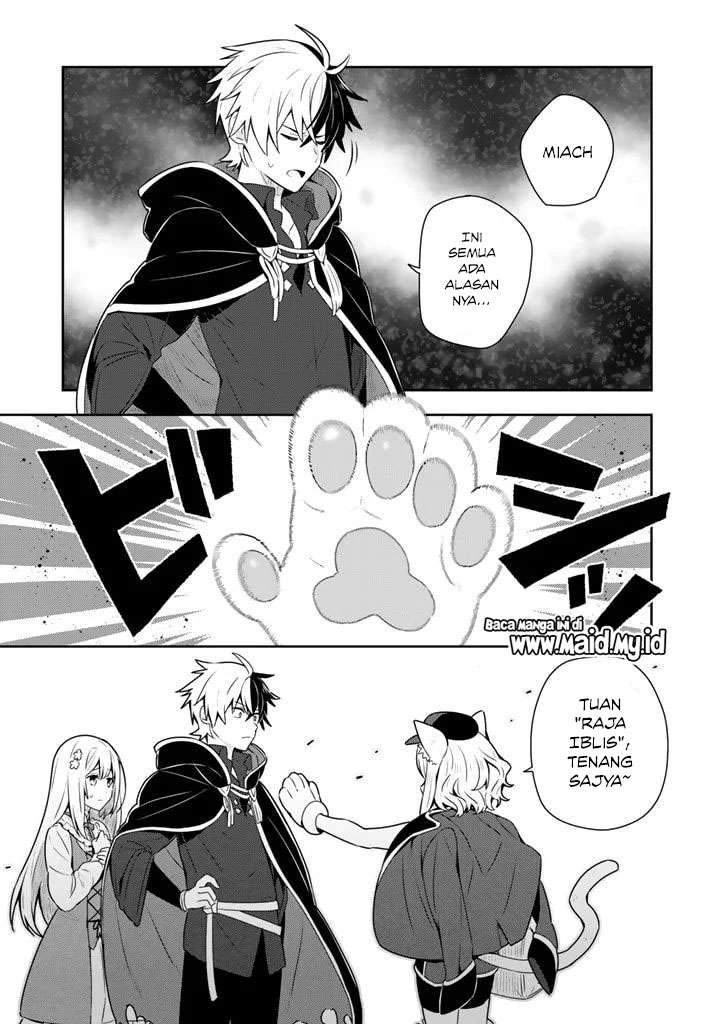 MIACH
INI
SEMUA
ADA
ALASAN
NYA...
ビシッ
Baca Manga ini di
www.Maid.My.id
TUAN
"RAJA
IBLIS",
TENANG
SAJYA~